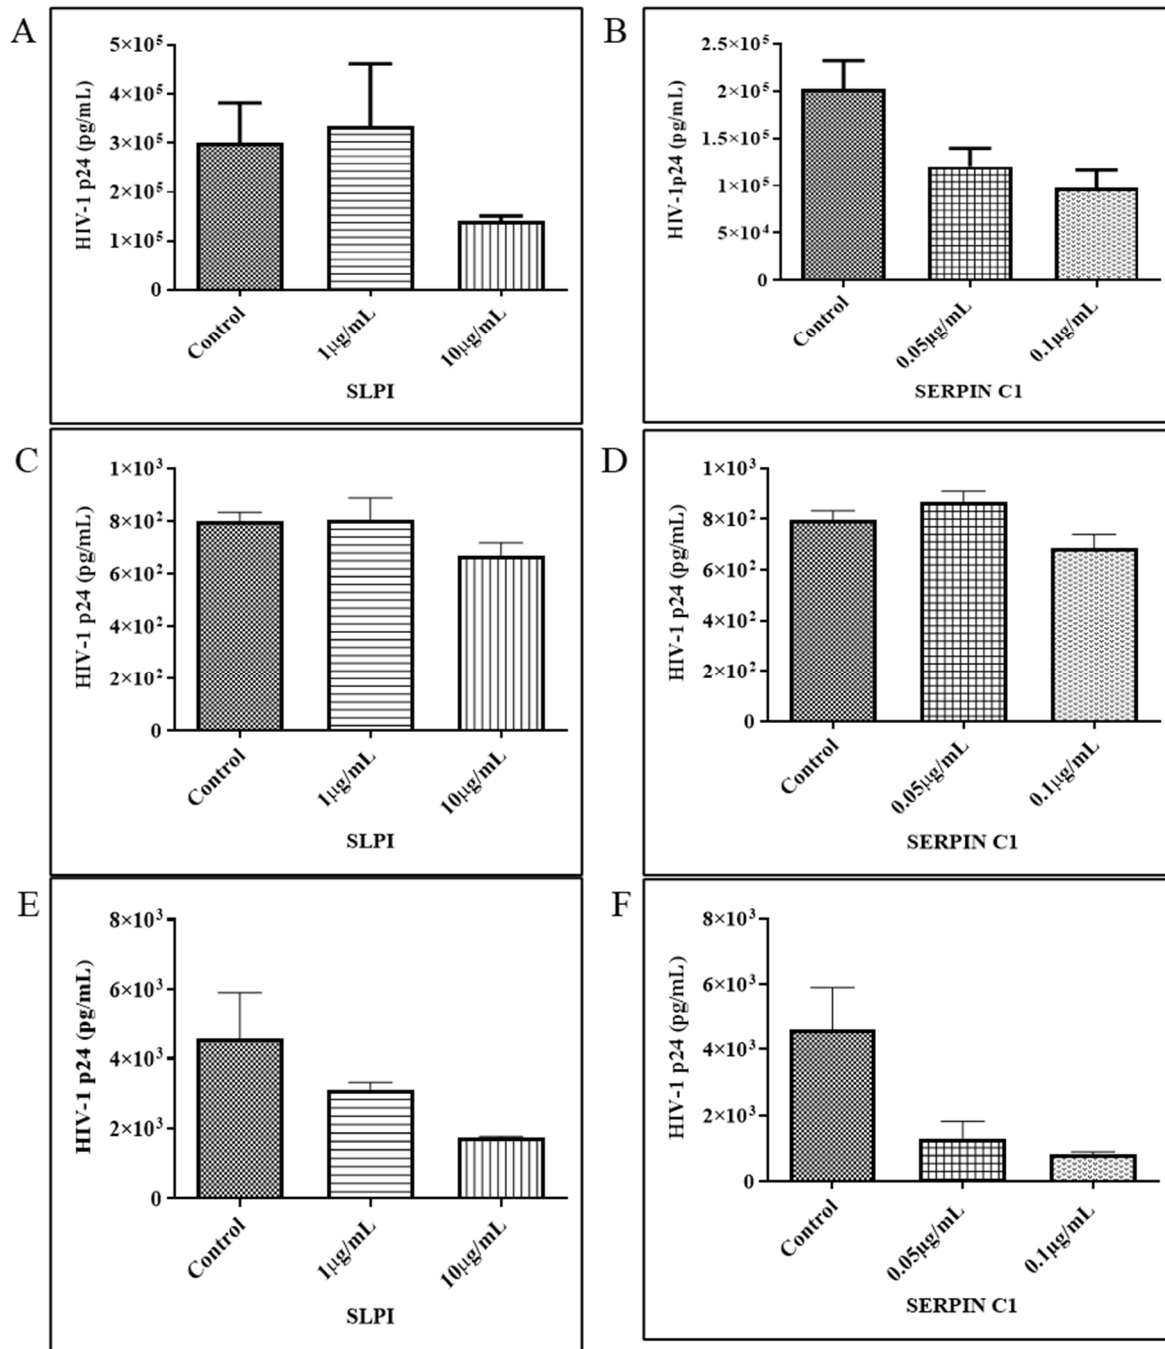 A
HIV-1 p24 (pg/mL)
5×10⁵
4×10⁵
3×10⁵
2×10⁵
1×10⁵
0
Control
1µg/mL
10µg/mL
SLPI
B
HIV-1p24 (pg/mL)
2.5×10⁵
2×10⁵
1.5×10⁵
1×10⁵
5×10⁴
0
Control
0.05µg/mL
0.1µg/mL
SERPIN C1
C
HIV-1 p24 (pg/mL)
1×10³
8×10²
6×10²
4×10²
2×10²
0
Control
1µg/mL
10µg/mL
SLPI
D
HIV-1 p24 (pg/mL)
1×10³
8×10²
6×10²
4×10²
2×10²
0
Control
0.05µg/mL
0.1µg/mL
SERPIN C1
E
HIV-1 p24 (pg/mL)
8×10³
6×10³
4×10³
2×10³
0
Control
1µg/mL
10µg/mL
SLPI
F
HIV-1 p24 (pg/mL)
8×10³
6×10³
4×10³
2×10³
0
Control
0.05µg/mL
0.1µg/mL
SERPIN C1